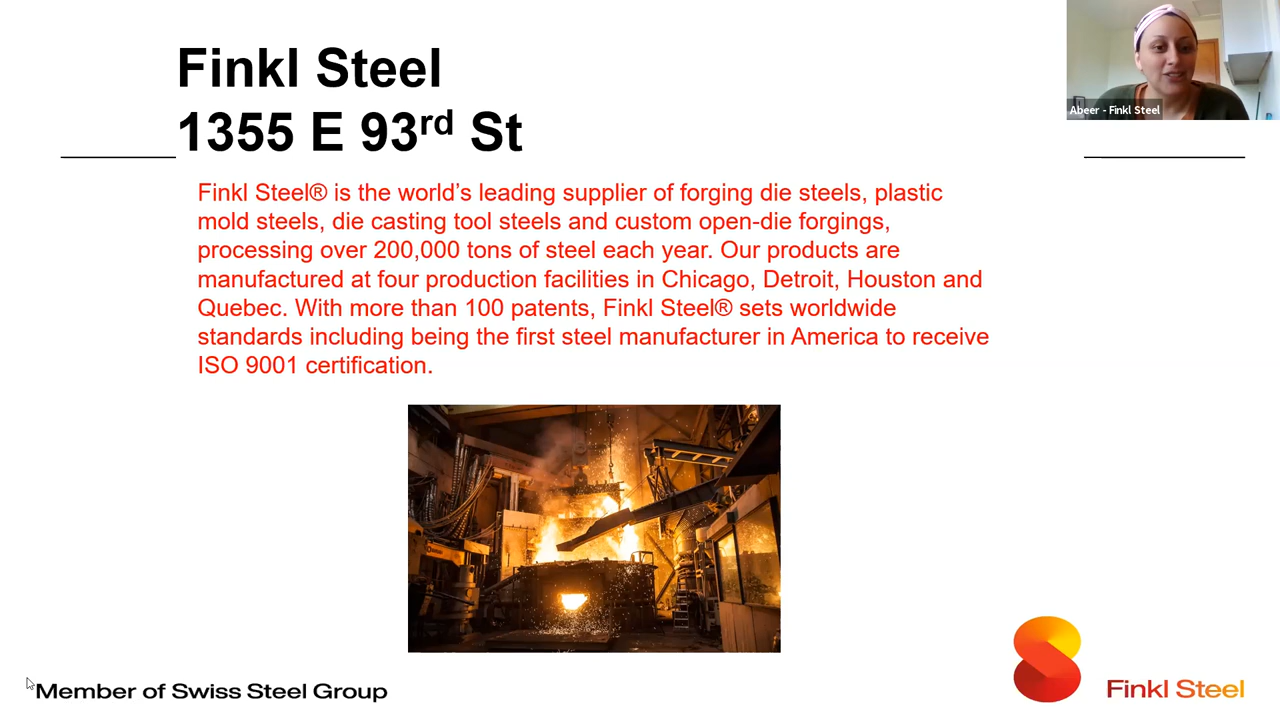 Finkl Steel
1355 E 93rd St
Abeer - Finkl Steel
Finkl Steel® is the world’s leading supplier of forging die steels, plastic
mold steels, die casting tool steels and custom open-die forgings,
processing over 200,000 tons of steel each year. Our products are
manufactured at four production facilities in Chicago, Detroit, Houston and
Quebec. With more than 100 patents, Finkl Steel® sets worldwide
standards including being the first steel manufacturer in America to receive
ISO 9001 certification.
Member of Swiss Steel Group
Finkl Steel